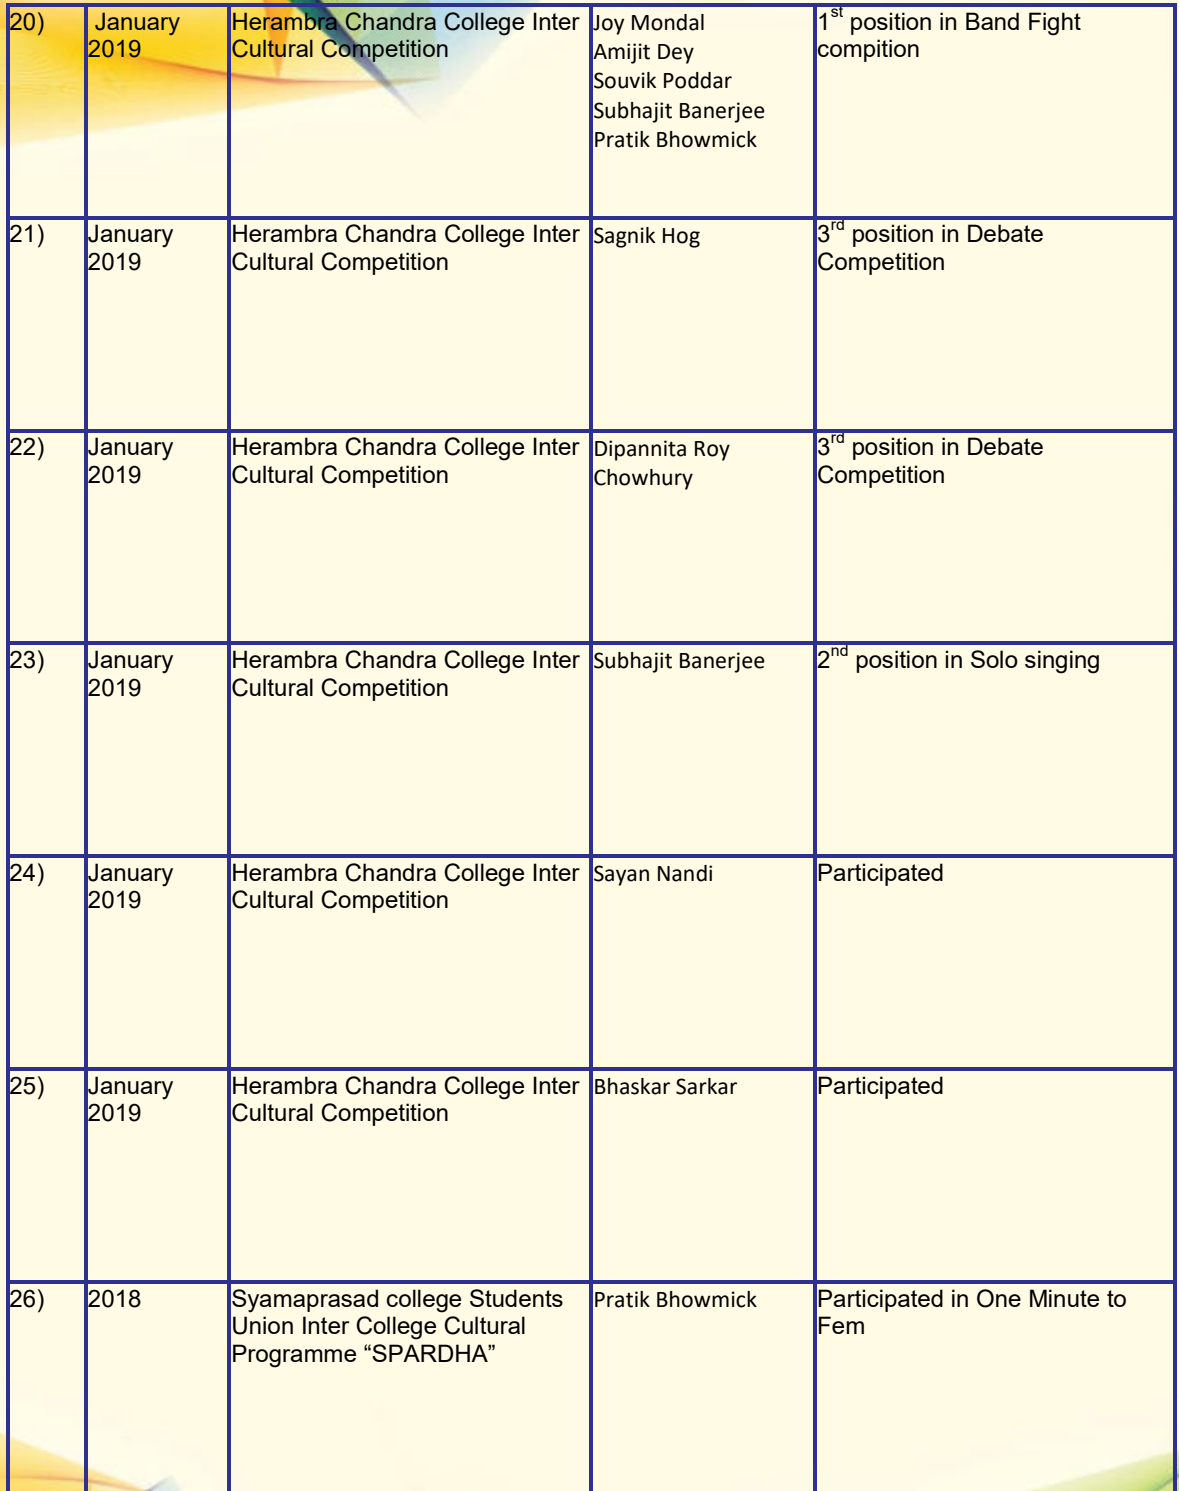 20) January 2019 Herambra Chandra College Inter Cultural Competition Joy Mondal Amijit Dey Souvik Poddar Subhajit Banerjee Pratik Bhowmick 1st position in Band Fight compition
21) January 2019 Herambra Chandra College Inter Cultural Competition Sagnik Hog 3rd position in Debate Competition
22) January 2019 Herambra Chandra College Inter Cultural Competition Dipannita Roy Chowhury 3rd position in Debate Competition
23) January 2019 Herambra Chandra College Inter Cultural Competition Subhajit Banerjee 2nd position in Solo singing
24) January 2019 Herambra Chandra College Inter Cultural Competition Sayan Nandi Participated
25) January 2019 Herambra Chandra College Inter Cultural Competition Bhaskar Sarkar Participated
26) 2018 Syamaprasad college Students Union Inter College Cultural Programme “SPARDHA” Pratik Bhowmick Participated in One Minute to Fem